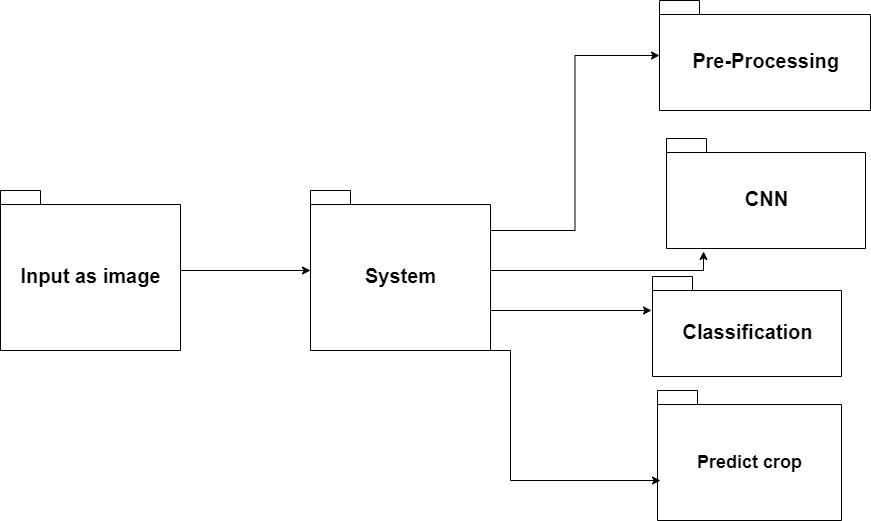 Pre-Processing
CNN
Input as image
System
Classification
Predict crop